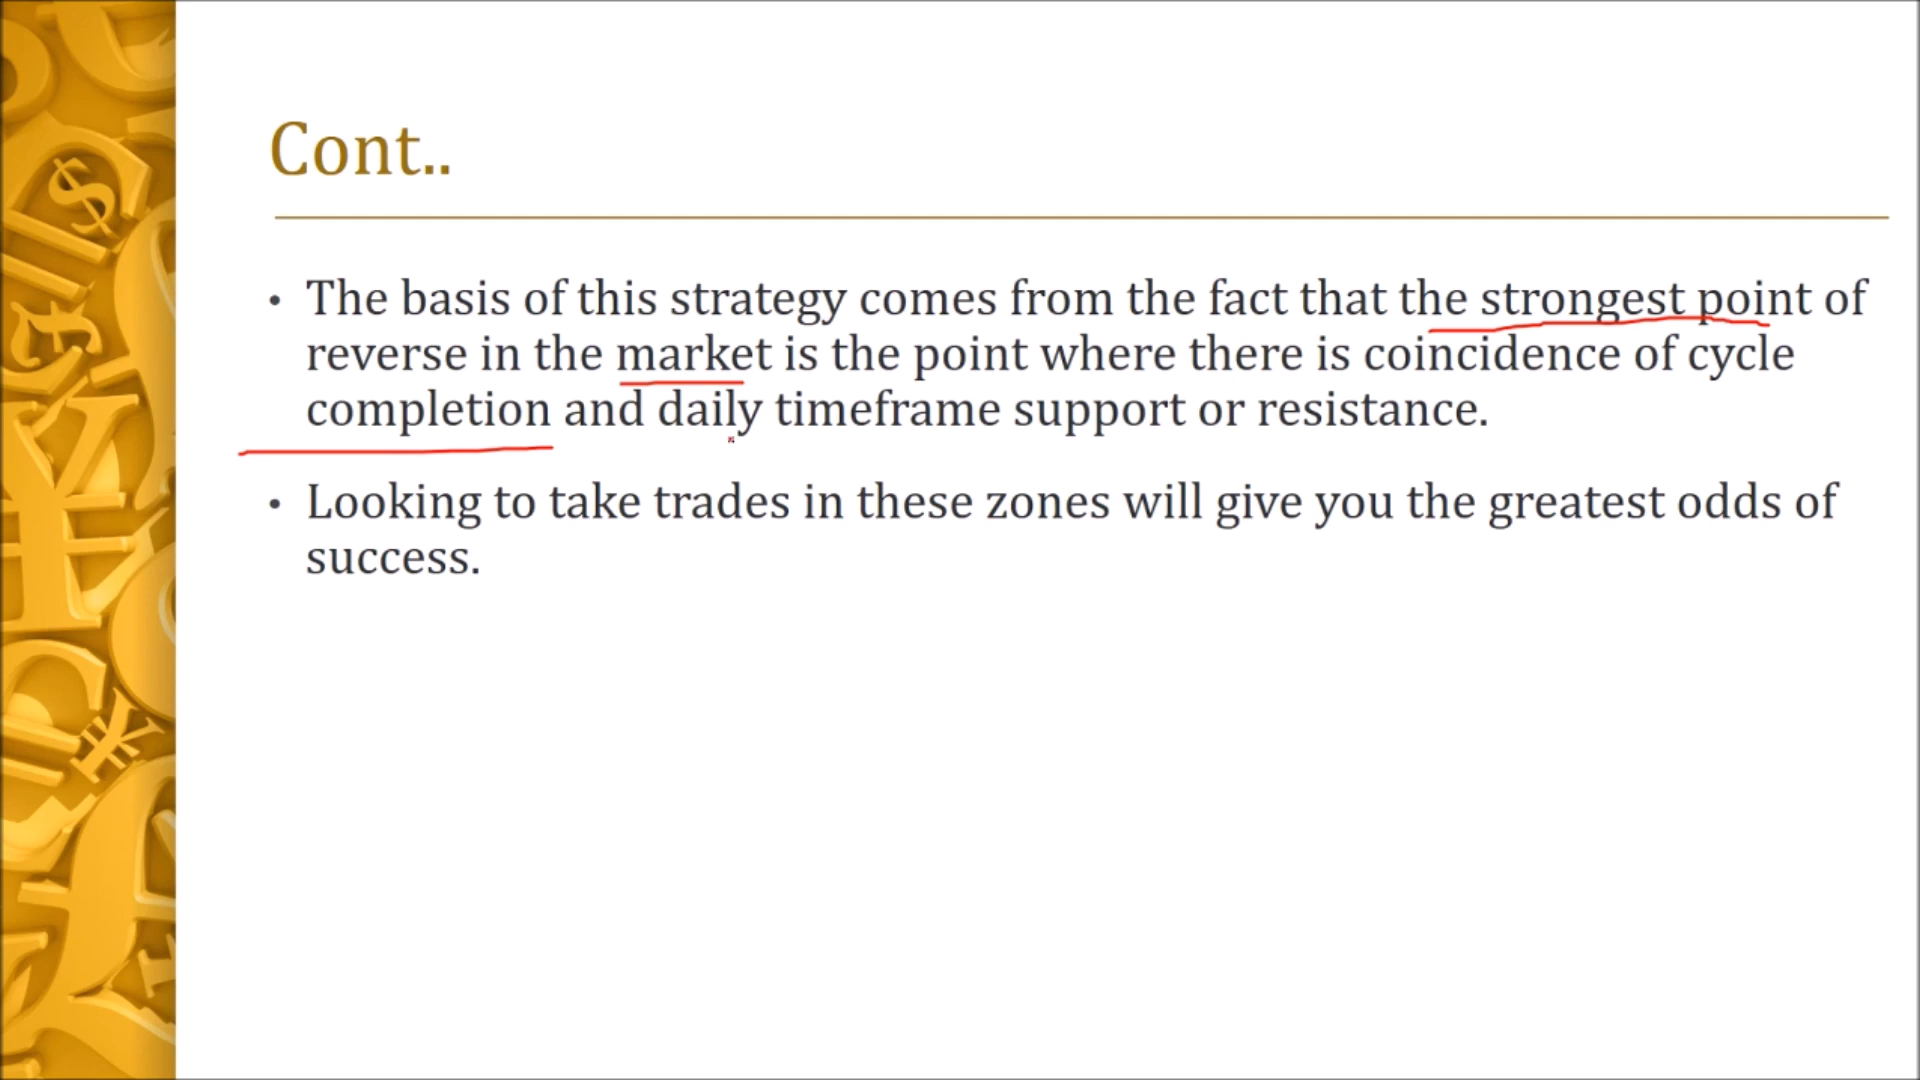 Cont..
• The basis of this strategy comes from the fact that the strongest point of
reverse in the market is the point where there is coincidence of cycle
completion and daily timeframe support or resistance.
• Looking to take trades in these zones will give you the greatest odds of
success.